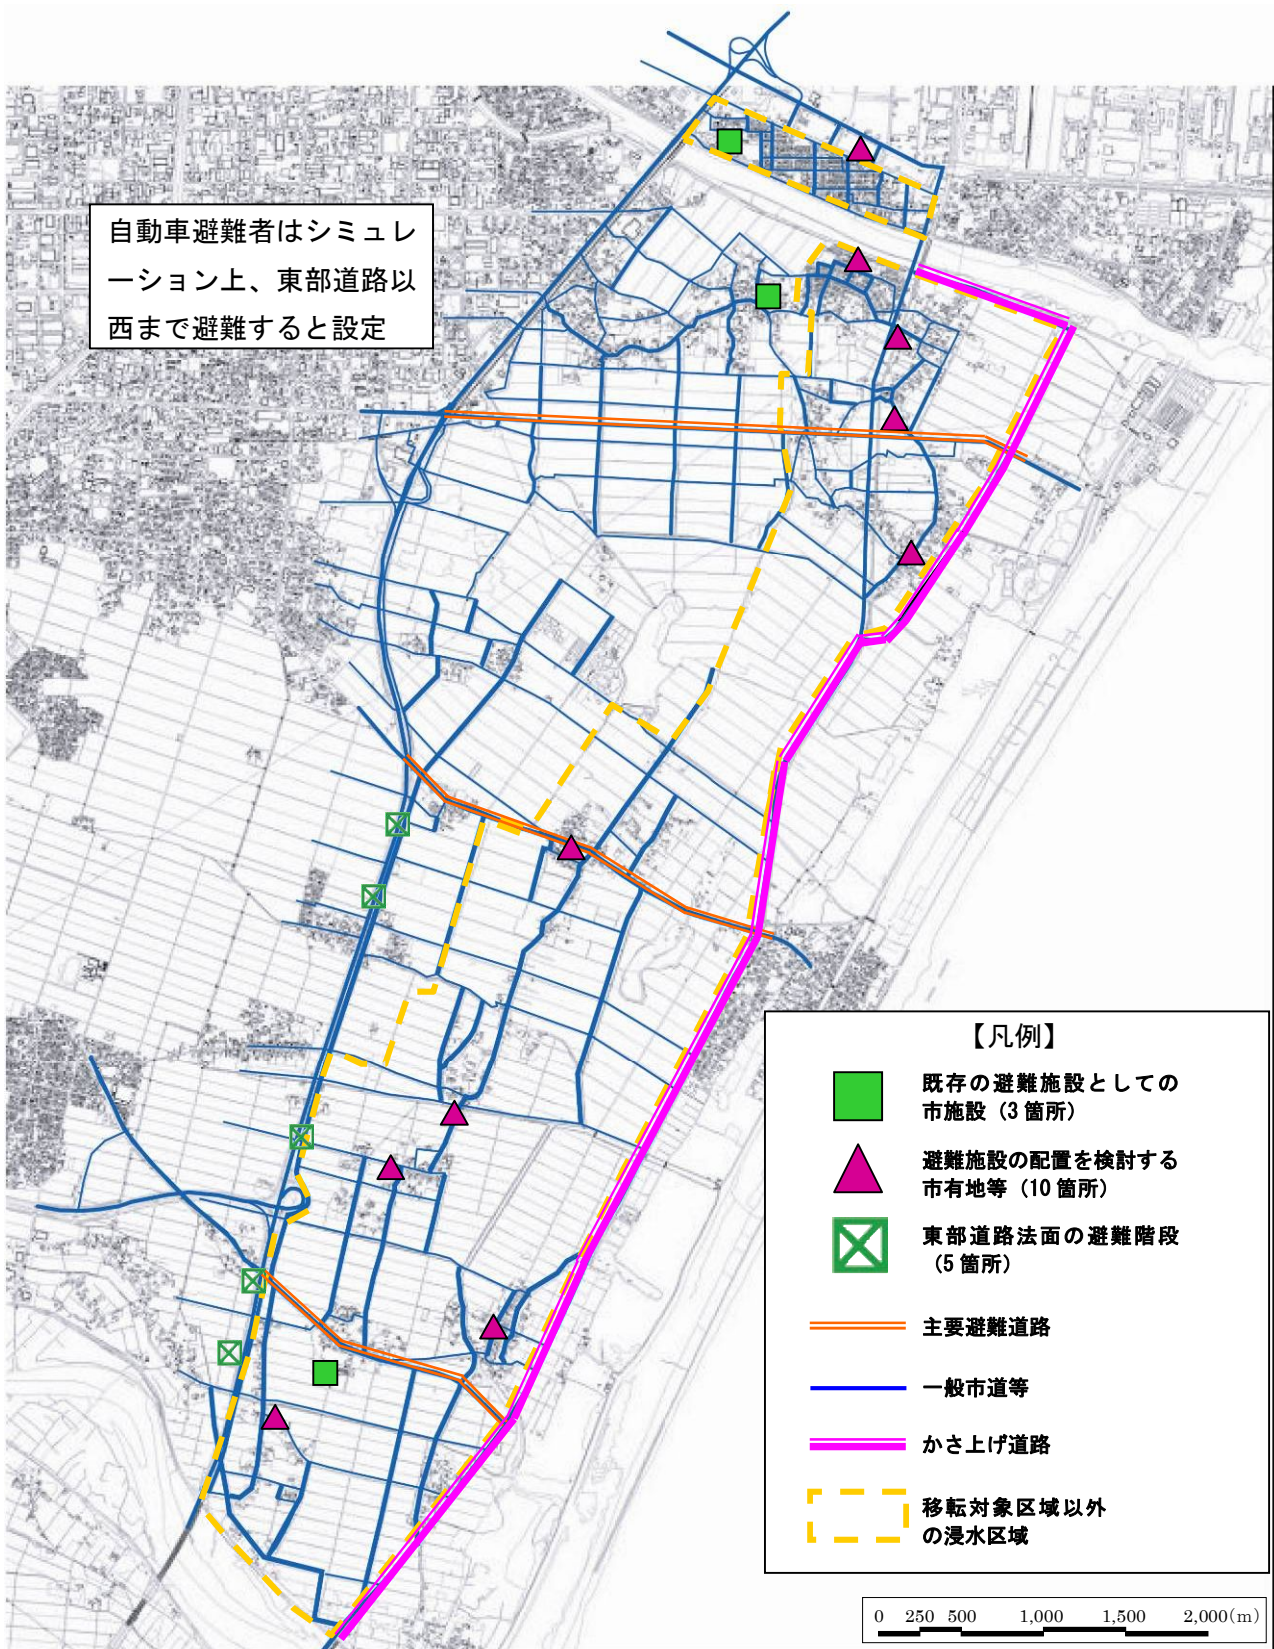 自動車避難者はシミュレ
ーション上、東部道路以
西まで避難すると設定
【凡例】
既存の避難施設としての
市施設（3箇所）
避難施設の配置を検討する
市有地等（10箇所）
東部道路法面の避難階段
（5箇所）
主要避難道路
一般市道等
かさ上げ道路
移転対象区域以外
の浸水区域
0 250 500 1,000 1,500 2,000(m)